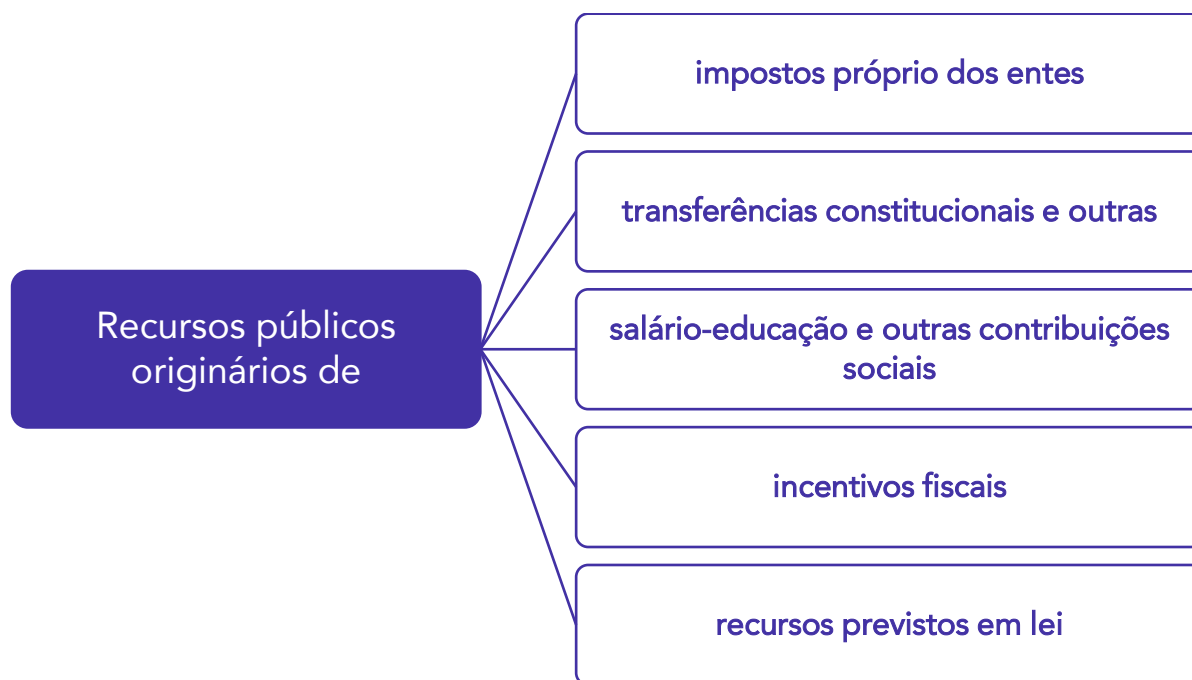 impostos próprio dos entes
transferências constitucionais e outras
Recursos públicos
originários de
salário-educação e outras contribuições
sociais
incentivos fiscais
recursos previstos em lei